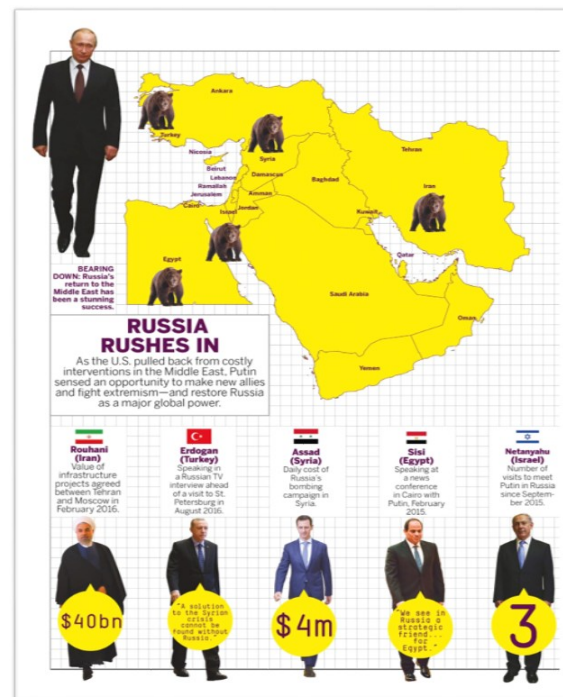 Ankara
Turkey
Nicosia
Syria
Beirut
Damascus
Lebanon
Ramallah
Jerusalem
Amman
Cairo
Israel
Jordan
Baghdad
Tehran
Iran
Kuwait
Qatar
Egypt
Saudi Arabia
Oman
Yemen
BEARING
DOWN: Russia's
return to the
Middle East has
been a stunning
success.
RUSSIA
RUSHES IN
As the U.S. pulled back from costly
interventions in the Middle East, Putin
sensed an opportunity to make new allies
and fight extremism—and restore Russia
as a major global power.
Rouhani
(Iran)
Value of
infrastructure
projects agreed
between Tehran
and Moscow in
February 2016.
$40bn
Erdogan
(Turkey)
Speaking in
a Russian TV
interview ahead
of a visit to St.
Petersburg in
August 2016.
"A solution
to the Syrian
crisis
cannot be
found without
Russia."
Assad
(Syria)
Daily cost of
Russia's
bombing
campaign in
Syria.
$4m
Sisi
(Egypt)
Speaking at
a news
conference
in Cairo with
Putin, February
2015.
"We see in
Russia a
strategic
friend...
for
Egypt."
Netanyahu
(Israel)
Number of
visits to meet
Putin in Russia
since Septem-
ber 2015.
3